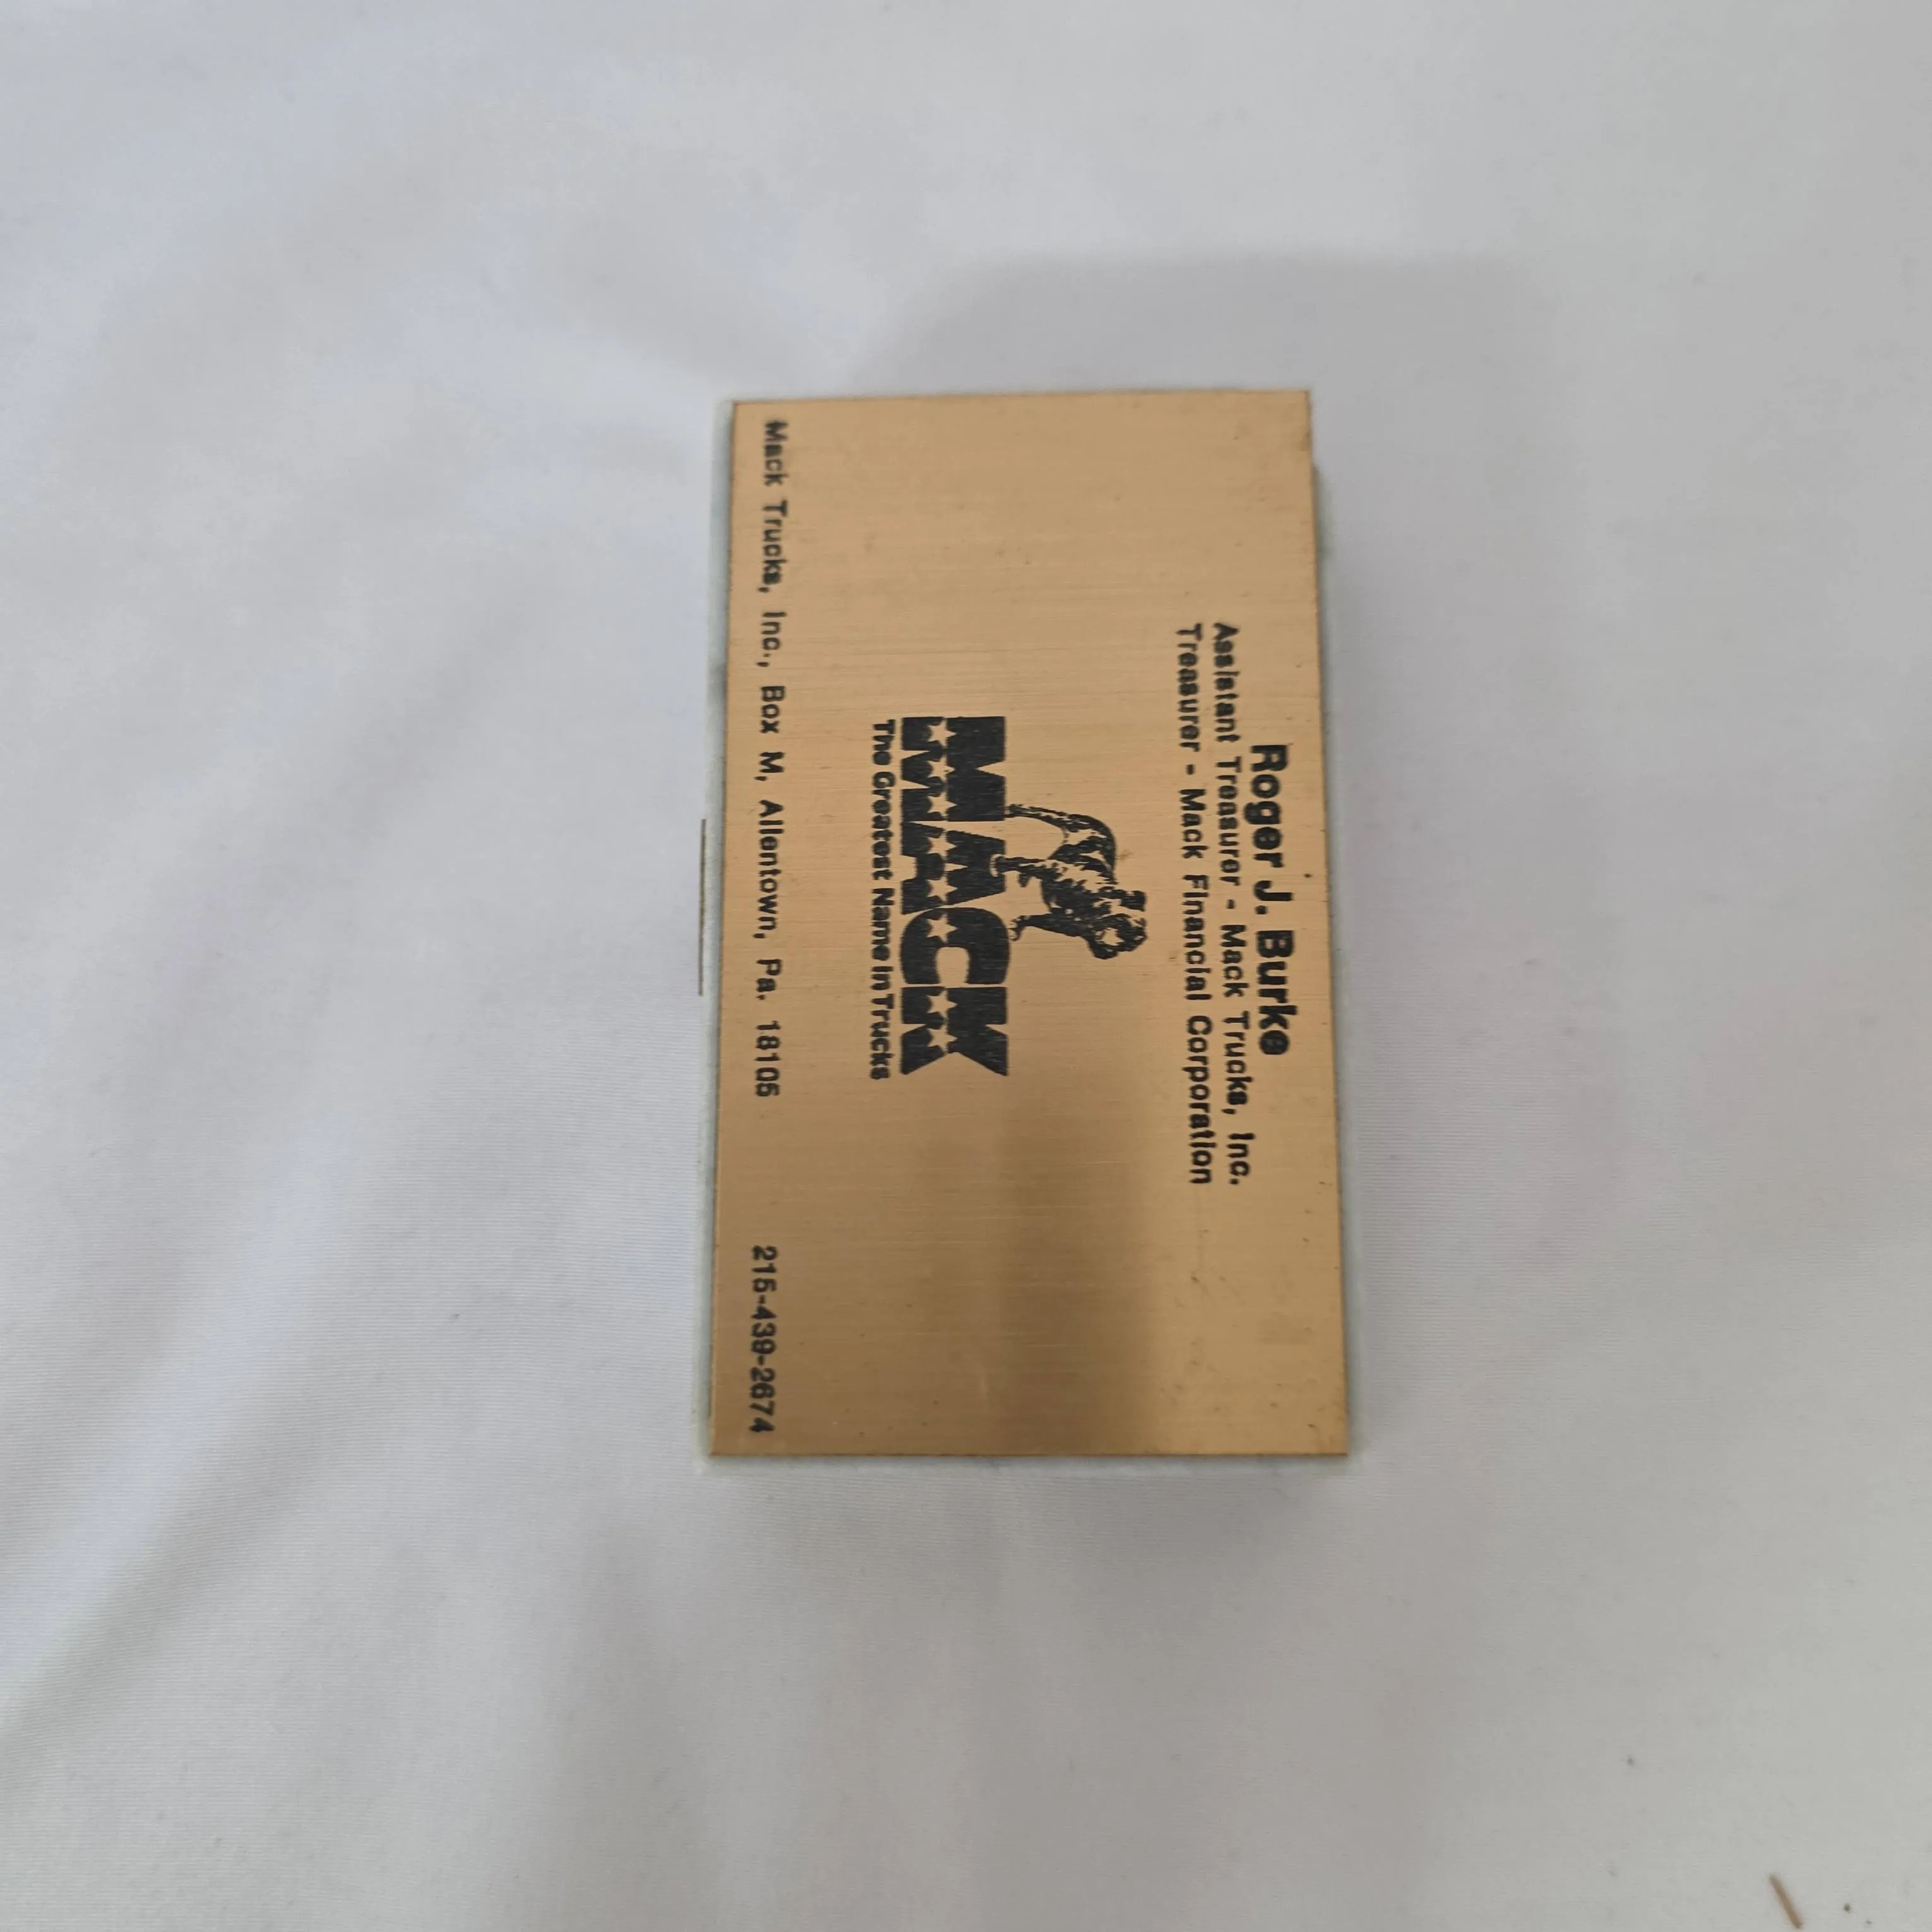 Roger J. Burke
Assistant Treasurer - Mack Trucks, Inc.
Treasurer - Mack Financial Corporation
MACK
The Greatest Name in Trucks
Mack Trucks, Inc., Box M, Allentown, Pa. 18105 215-439-2674